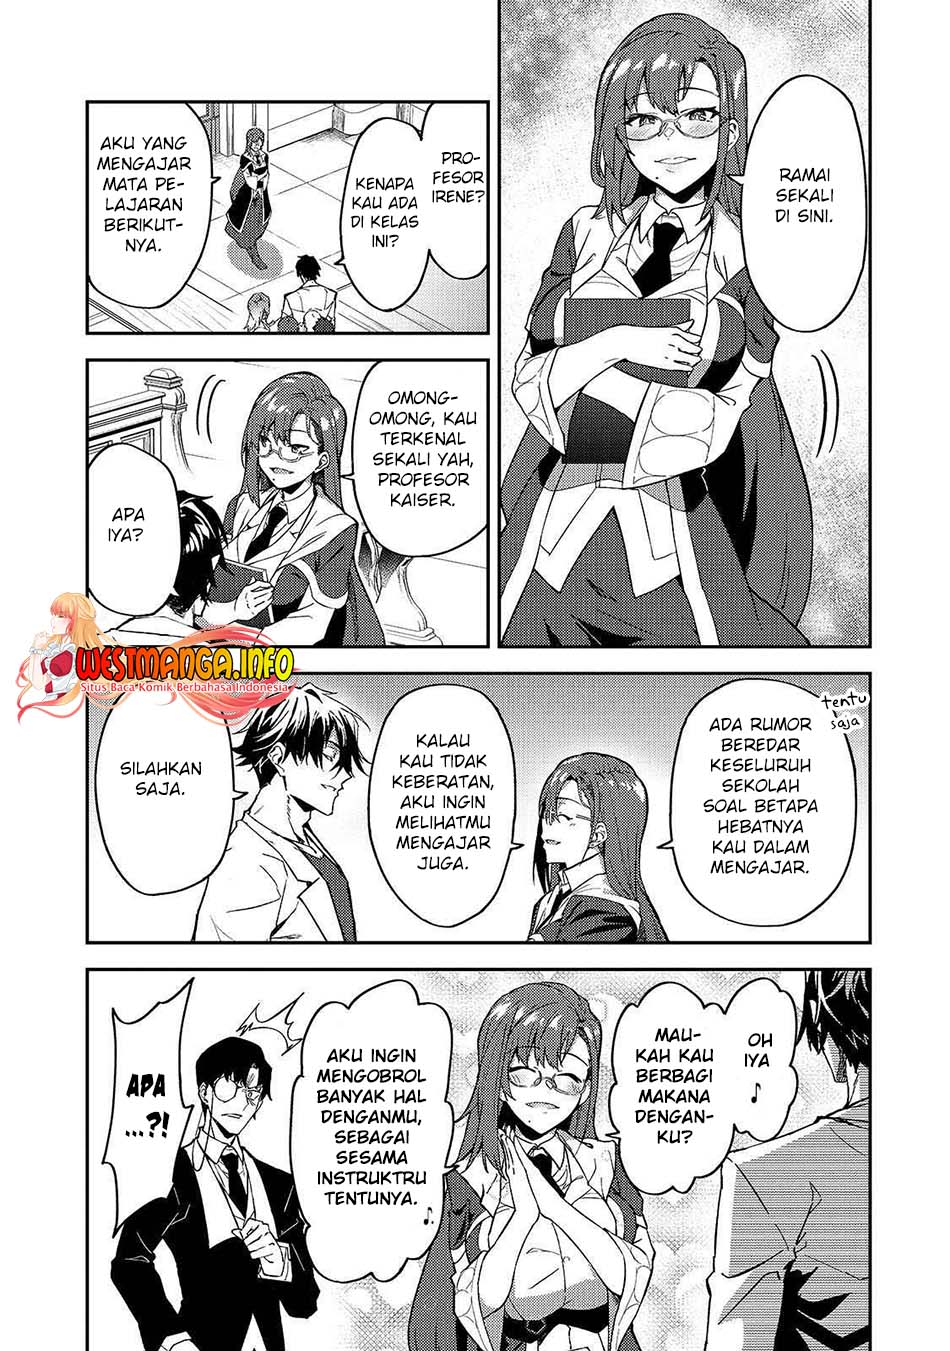 RAMAI
SEKALI
DI SINI.
PRO-
FESOR
IRENE?
KENAPA
KAU ADA
DI KELAS
INI?
AKU YANG
MENGAJAR
MATA PE-
LAJARAN
BERIKUT-
NYA.
OMONG-
OMONG, KAU
TERKENAL
SEKALI YAH,
PROFESOR
KAISER.
APA
IYA?
WESTMANGA.INFO
Situs Baca Komik Berbahasa Indonesia
tentu
saja
ADA RUMOR
BEREDAR
KESELURUH
SEKOLAH
SOAL BETAPA
HEBATNYA
KAU DALAM
MENGAJAR.
KALAU
KAU TIDAK
KEBERATAN,
AKU INGIN
MELIHATMU
MENGAJAR
JUGA.
SILAHKAN
SAJA.
OH
IYA
♪
MAU-
KAH KAU
BERBAGI
MAKANA
DENGAN-
KU?
AKU INGIN
MENGOBROL
BANYAK HAL
DENGANMU,
SEBAGAI
SESAMA
INSTRUKTRU
TENTUNYA.
♪
APA
...?!